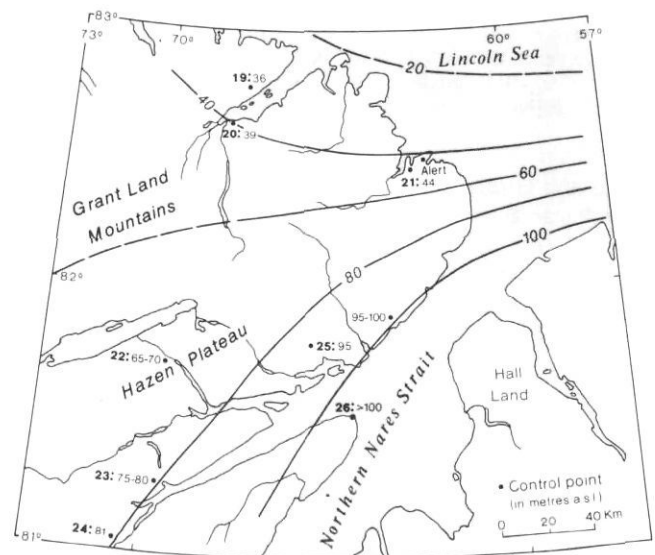 83°
73°
70°
60°
57°
20
Lincoln Sea
19: 36
40
20: 39
Alert
21: 44
60
Grant Land
Mountains
100
82°
80
95-100
25: 95
22: 65-70
Hazen Plateau
Hall
Land
26: >100
Northern Nares Strait
23: 75-80
• Control point
(in metres a.s.l)
0 20 40 Km
24: 81
81°